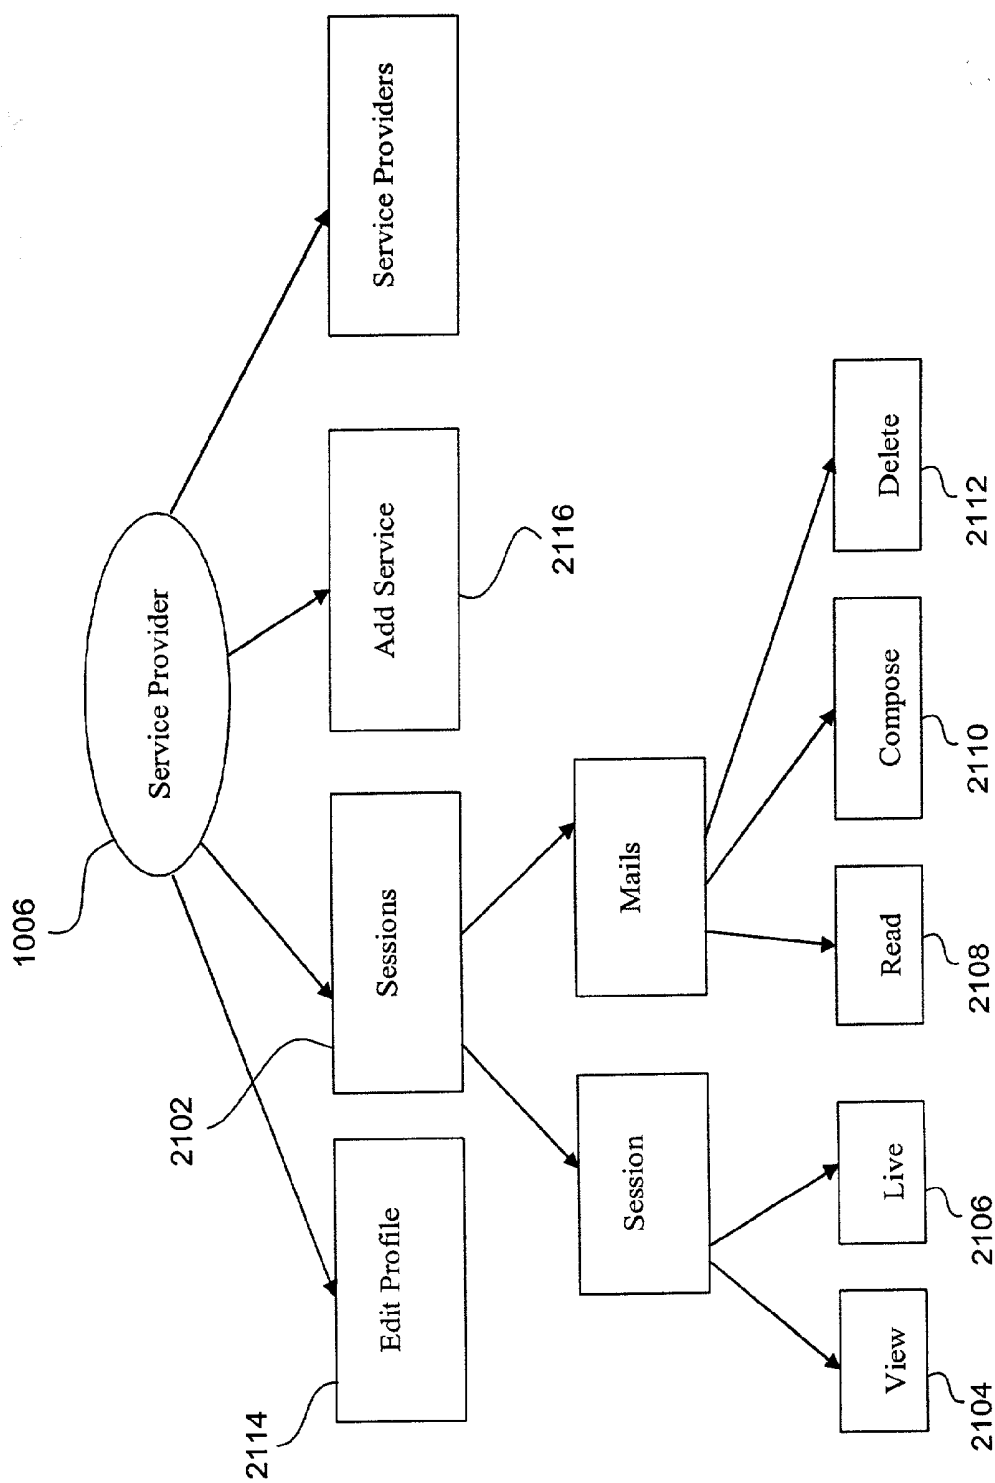 1006
Service Provider
2114
Edit Profile
2102
Sessions
Add Service
2116
Service Providers
Session
Mails
View
2104
Live
2106
Read
2108
Compose
2110
Delete
2112